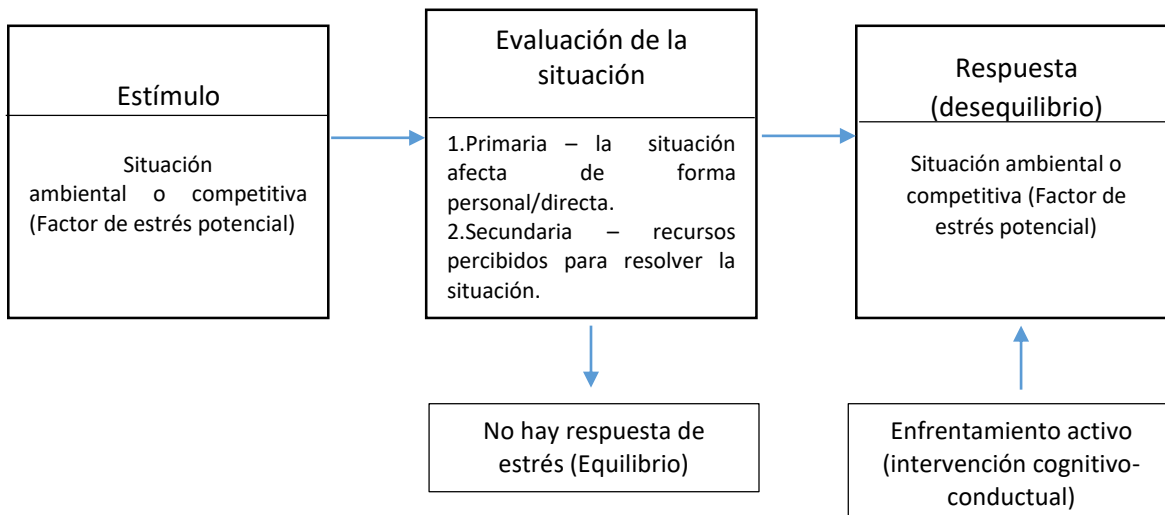 Estímulo
Situación
ambiental o competitiva
(Factor de estrés potencial)
Evaluación de la
situación
1.Primaria – la situación
afecta de forma
personal/directa.
2.Secundaria – recursos
percibidos para resolver la
situación.
Respuesta
(desequilibrio)
Situación ambiental o
competitiva (Factor de
estrés potencial)
No hay respuesta de
estrés (Equilibrio)
Enfrentamiento activo
(intervención cognitivo-
conductual)